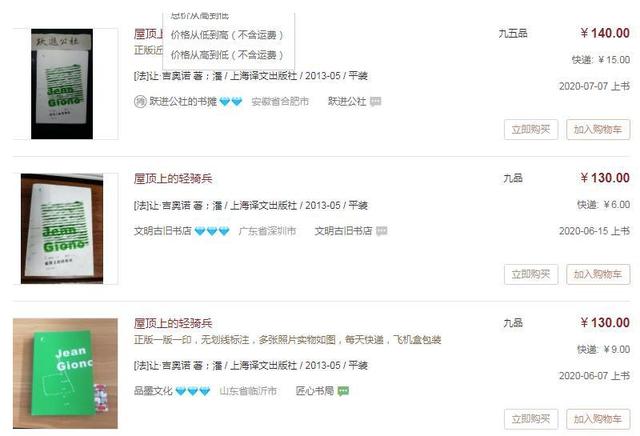 总价从高到低
价格从低到高（不含运费）
价格从高到低（不含运费）
跃進公社
Jean
Giono
屋顶
正版近
[法]让·吉奥诺 著；潘 / 上海译文出版社 / 2013-05 / 平装
跃进公社的书摊 安徽省合肥市 跃进公社
九五品
￥140.00
快递: ￥15.00
2020-07-07 上书
立即购买 加入购物车
Jean
Giono
屋顶上的轻骑兵
[法]让·吉奥诺 著；潘 / 上海译文出版社 / 2013-05 / 平装
文明古旧书店 广东省深圳市 文明古旧书店
九品
￥130.00
快递: ￥6.00
2020-06-15 上书
立即购买 加入购物车
Jean
Giono
屋顶上的轻骑兵
正版一版一印，无划线标注，多张照片实物如图，每天快递，飞机盒包装
[法]让·吉奥诺 著；潘 / 上海译文出版社 / 2013-05 / 平装
品墨文化 山东省临沂市 匠心书局
九品
￥130.00
快递: ￥9.00
2020-06-07 上书
立即购买 加入购物车